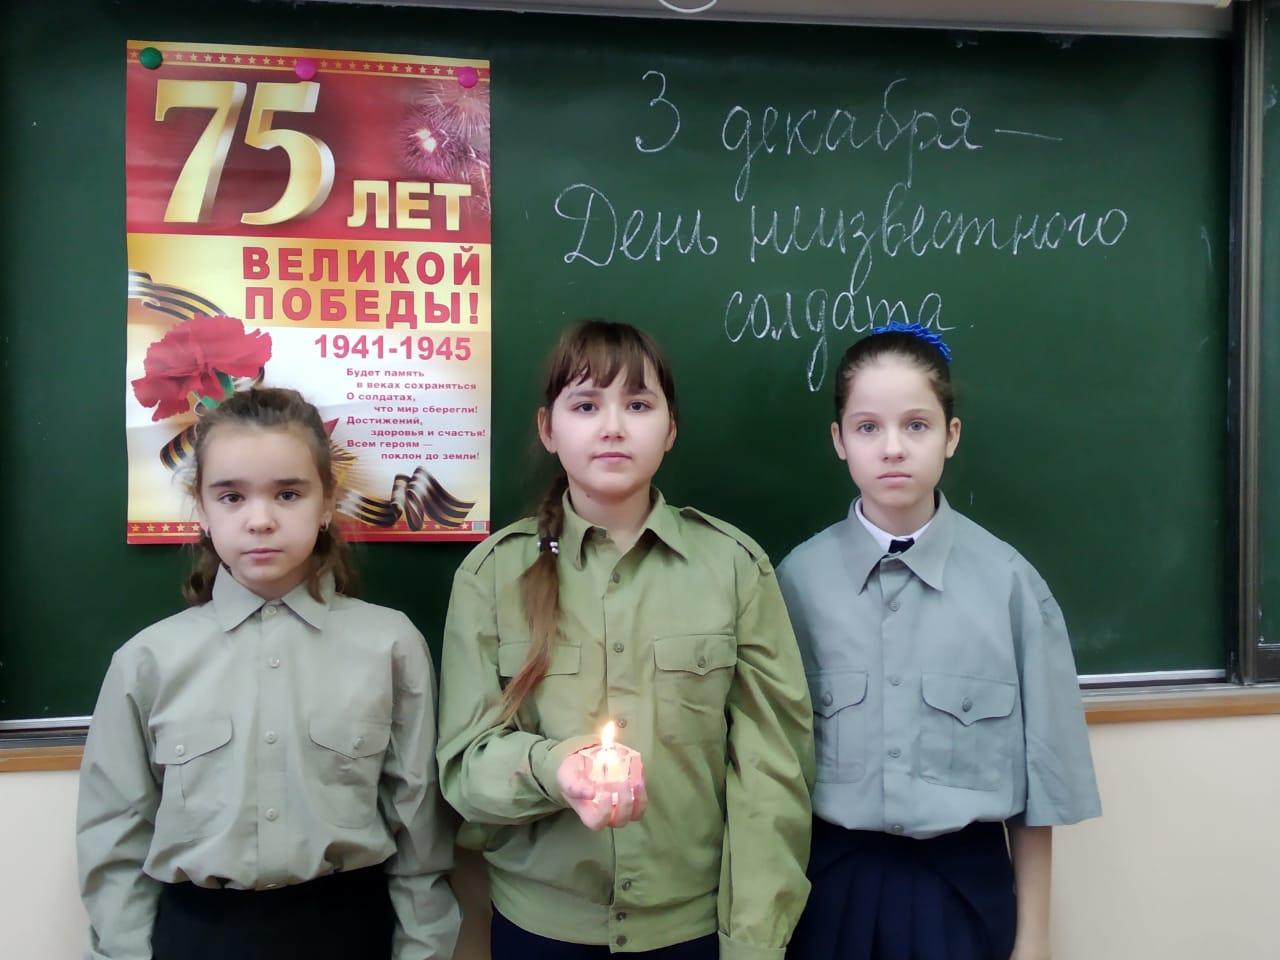 75 ЛЕТ
ВЕЛИКОЙ
ПОБЕДЫ!
1941-1945
Будет память
в веках сохраняться
О солдатах,
что мир сберегли!
Достижений,
здоровья и счастья!
Всем героям —
поклон до земли!
3 декабря —
День неизвестного
солдата